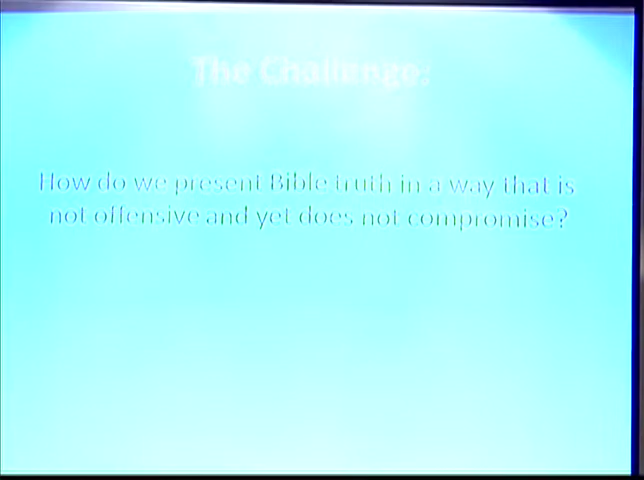 The Challenge:
How do we present Bible truth in a way that is
not offensive and yet does not compromise?